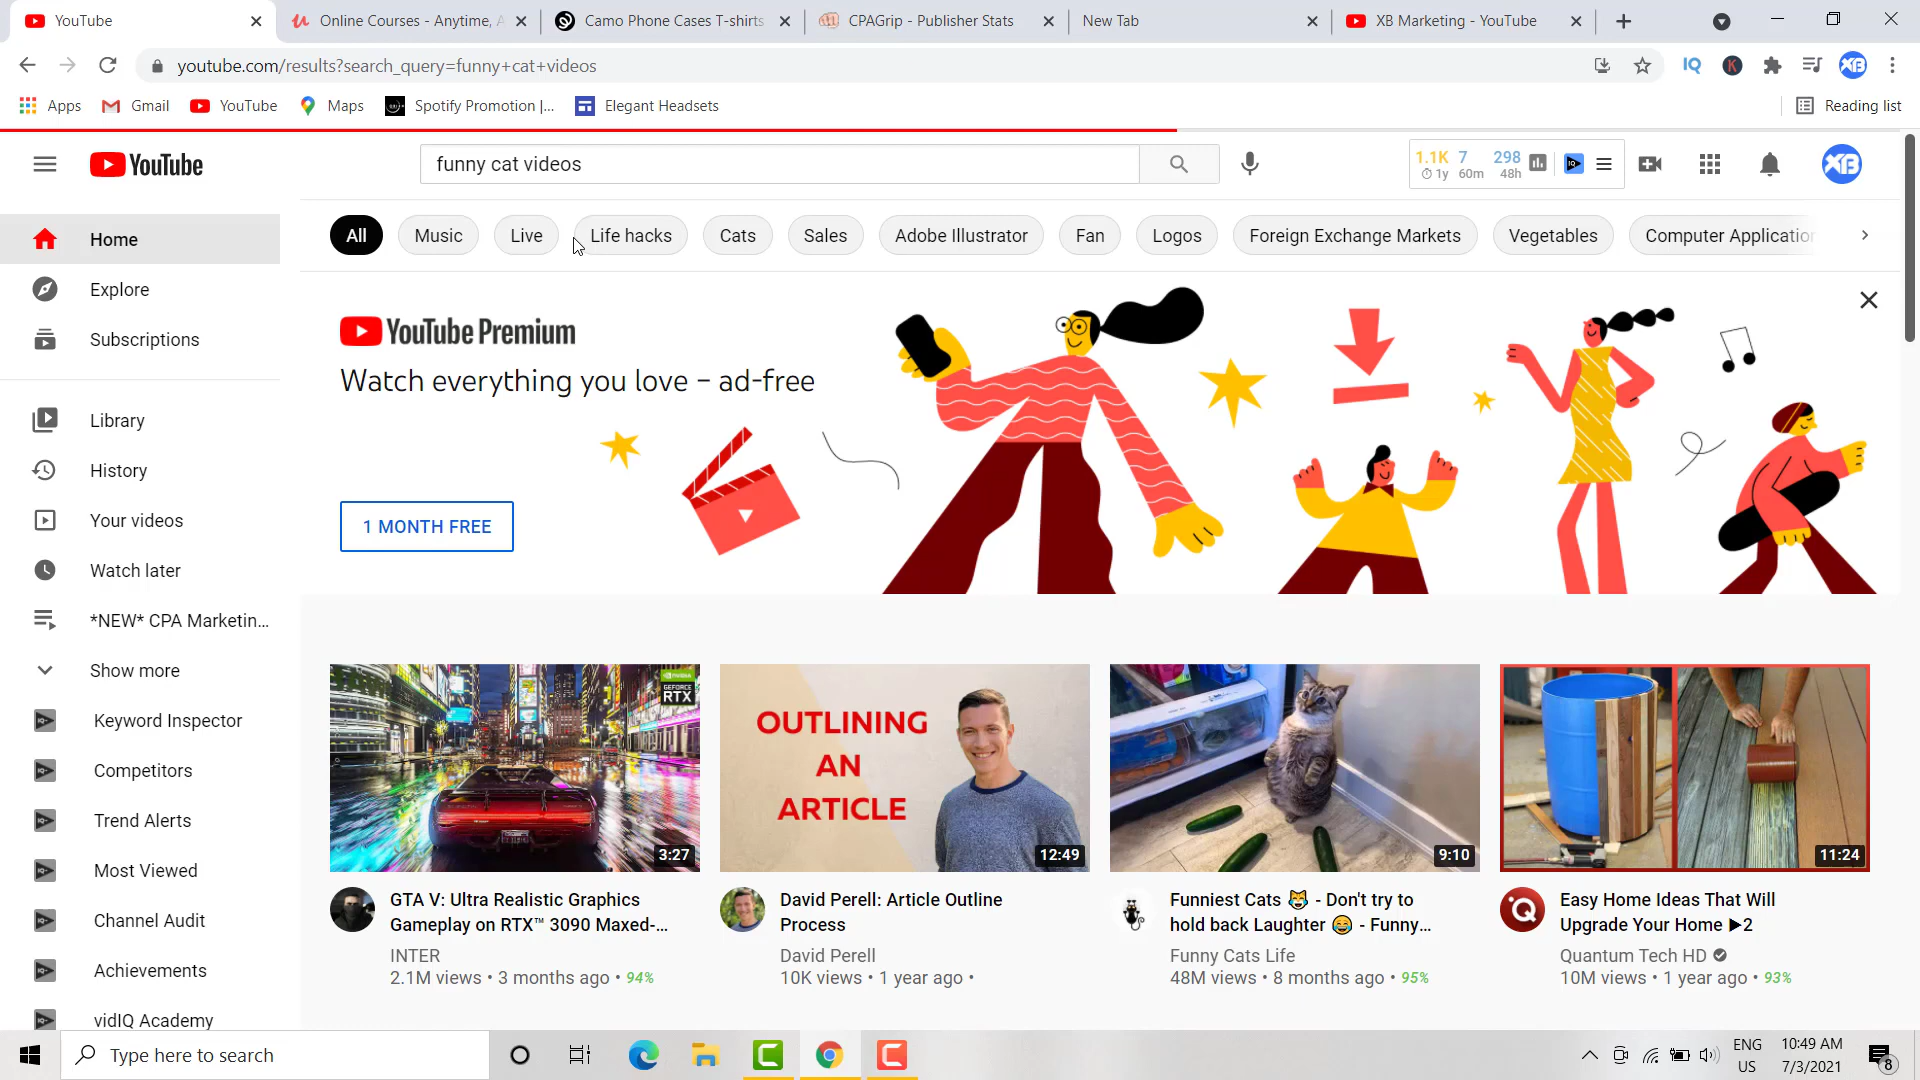 YouTube
Online Courses - Anytime, A
Camo Phone Cases T-shirts
CPAGrip - Publisher Stats
New Tab
XB Marketing - YouTube
youtube.com/results?search_query=funny+cat+videos
IQ
K
XB
Apps
Gmail
YouTube
Maps
Spotify Promotion |...
Elegant Headsets
Reading list
YouTube
funny cat videos
1.1K 7 298
1y 60m 48h
XB
All
Music
Live
Life hacks
Cats
Sales
Adobe Illustrator
Fan
Logos
Foreign Exchange Markets
Vegetables
Computer Application
Home
Explore
Subscriptions
Library
History
Your videos
Watch later
*NEW* CPA Marketin...
Show more
Keyword Inspector
Competitors
Trend Alerts
Most Viewed
Channel Audit
Achievements
vidIQ Academy
YouTube Premium
Watch everything you love – ad-free
1 MONTH FREE
GEFORCE
RTX
3:27
GTA V: Ultra Realistic Graphics
Gameplay on RTX™ 3090 Maxed-...
INTER
2.1M views • 3 months ago • 94%
OUTLINING
AN
ARTICLE
12:49
David Perell: Article Outline
Process
David Perell
10K views • 1 year ago •
9:10
Funniest Cats 😹 - Don't try to
hold back Laughter 😂 - Funny...
Funny Cats Life
48M views • 8 months ago • 95%
11:24
Easy Home Ideas That Will
Upgrade Your Home ▶2
Quantum Tech HD
10M views • 1 year ago • 93%
Type here to search
ENG
US
10:49 AM
7/3/2021
8